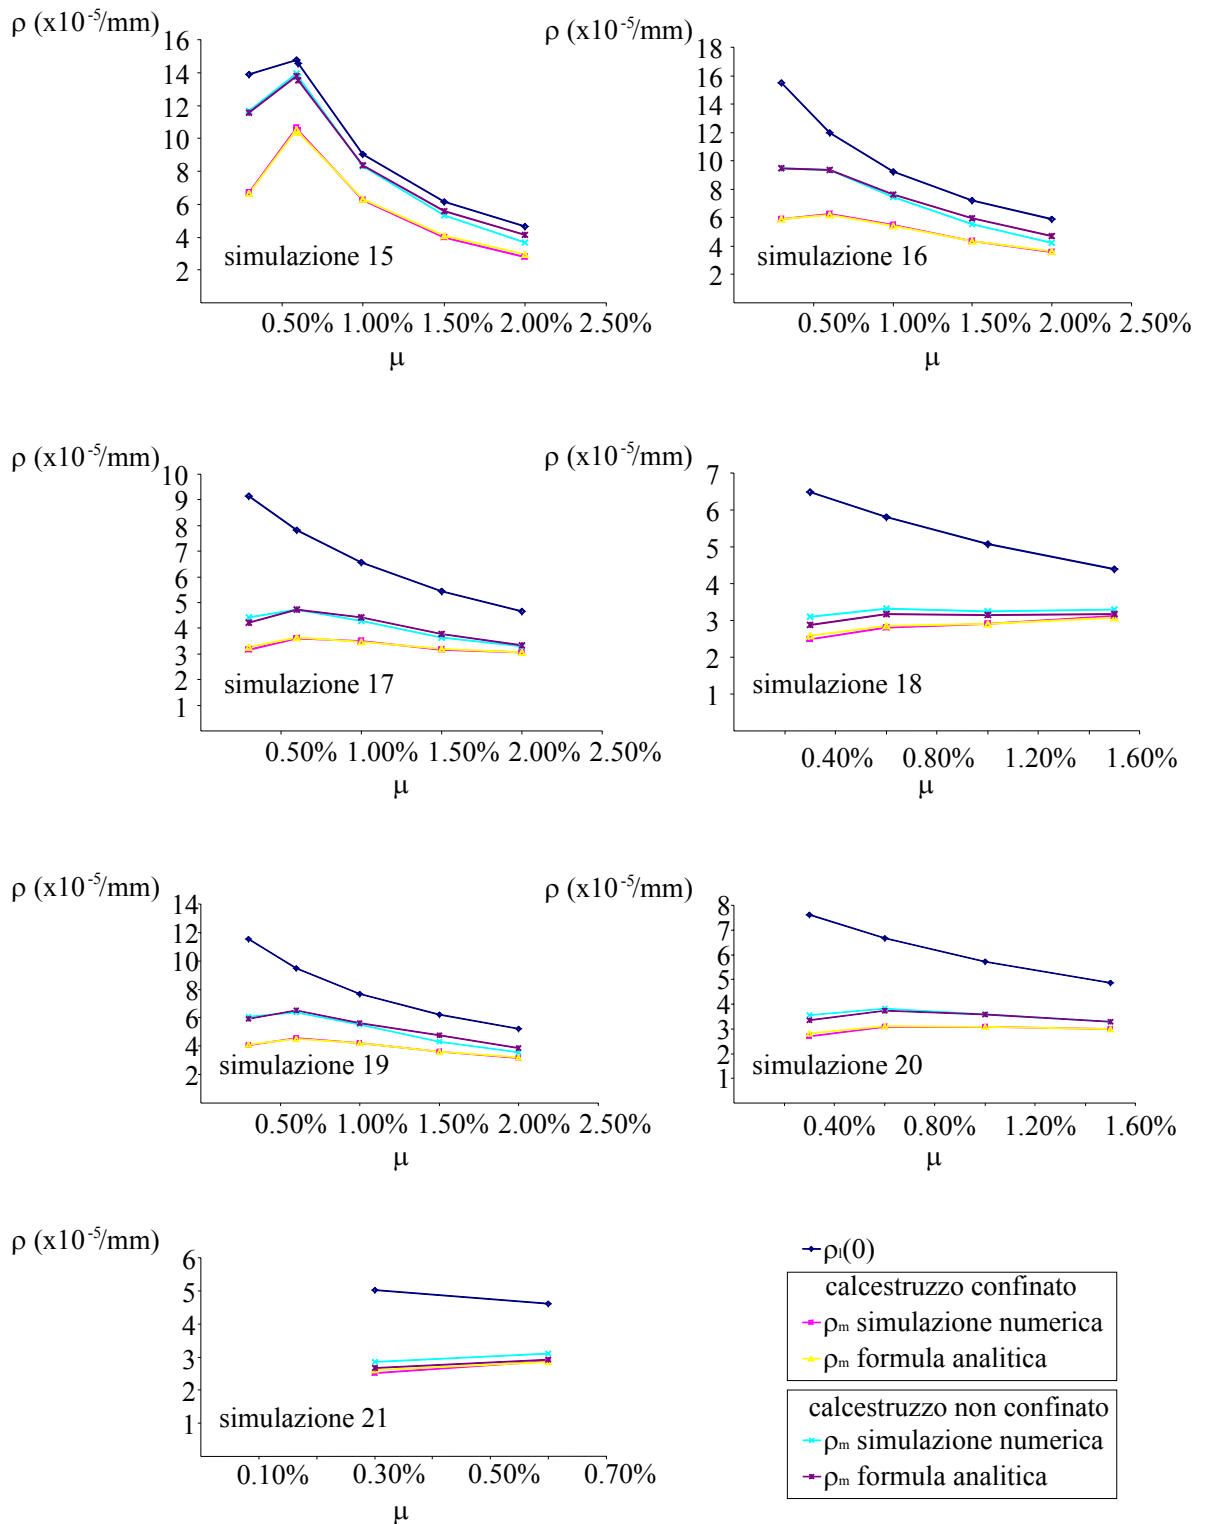 ρ (x10⁻⁵/mm)
16
14
12
10
8
6
4
2
simulazione 15
0.50% 1.00% 1.50% 2.00% 2.50%
μ
ρ (x10⁻⁵/mm)
18
16
14
12
10
8
6
4
2
simulazione 16
0.50% 1.00% 1.50% 2.00% 2.50%
μ
ρ (x10⁻⁵/mm)
10
9
8
7
6
5
4
3
2
1
simulazione 17
0.50% 1.00% 1.50% 2.00% 2.50%
μ
ρ (x10⁻⁵/mm)
7
6
5
4
3
2
1
simulazione 18
0.40% 0.80% 1.20% 1.60%
μ
ρ (x10⁻⁵/mm)
14
12
10
8
6
4
2
simulazione 19
0.50% 1.00% 1.50% 2.00% 2.50%
μ
ρ (x10⁻⁵/mm)
8
7
6
5
4
3
2
1
simulazione 20
0.40% 0.80% 1.20% 1.60%
μ
ρ (x10⁻⁵/mm)
6
5
4
3
2
1
simulazione 21
0.10% 0.30% 0.50% 0.70%
μ
ρₗ(0)
calcestruzzo confinato
ρₘ simulazione numerica
ρₘ formula analitica
calcestruzzo non confinato
ρₘ simulazione numerica
ρₘ formula analitica